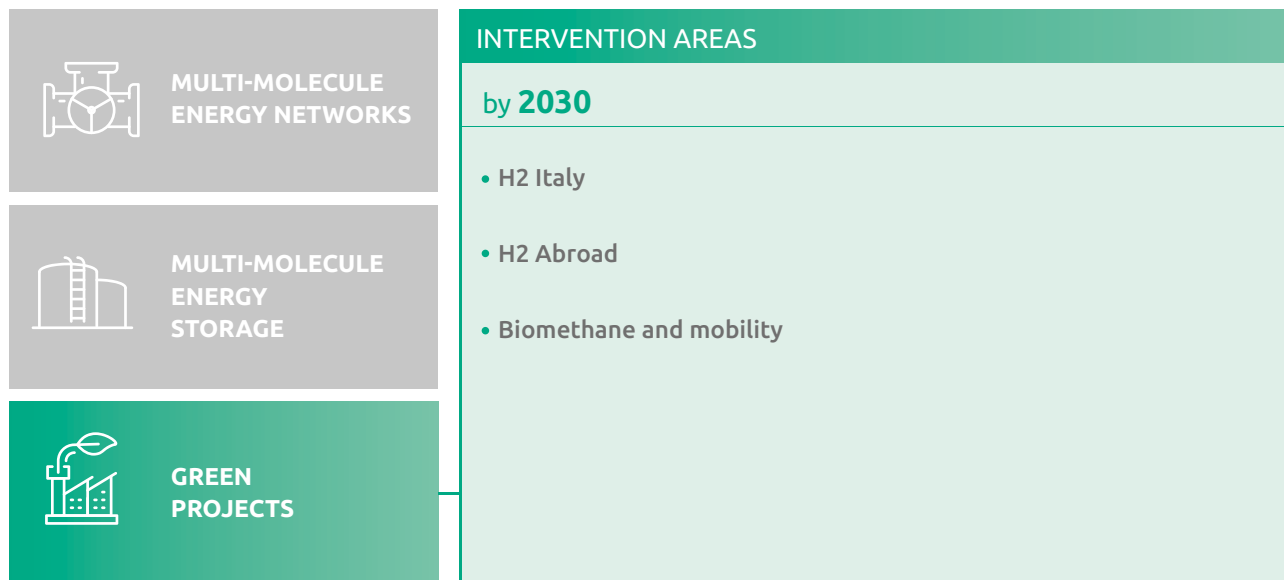 MULTI-MOLECULE
ENERGY NETWORKS
MULTI-MOLECULE
ENERGY
STORAGE
GREEN
PROJECTS
INTERVENTION AREAS
by 2030
• H2 Italy
• H2 Abroad
• Biomethane and mobility